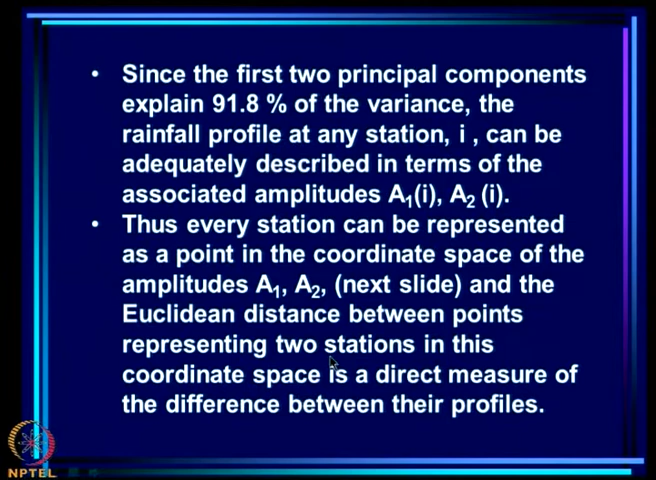 • Since the first two principal components
explain 91.8 % of the variance, the
rainfall profile at any station, i , can be
adequately described in terms of the
associated amplitudes A₁(i), A₂ (i).
• Thus every station can be represented
as a point in the coordinate space of the
amplitudes A₁, A₂, (next slide) and the
Euclidean distance between points
representing two stations in this
coordinate space is a direct measure of
the difference between their profiles.
NPTEL